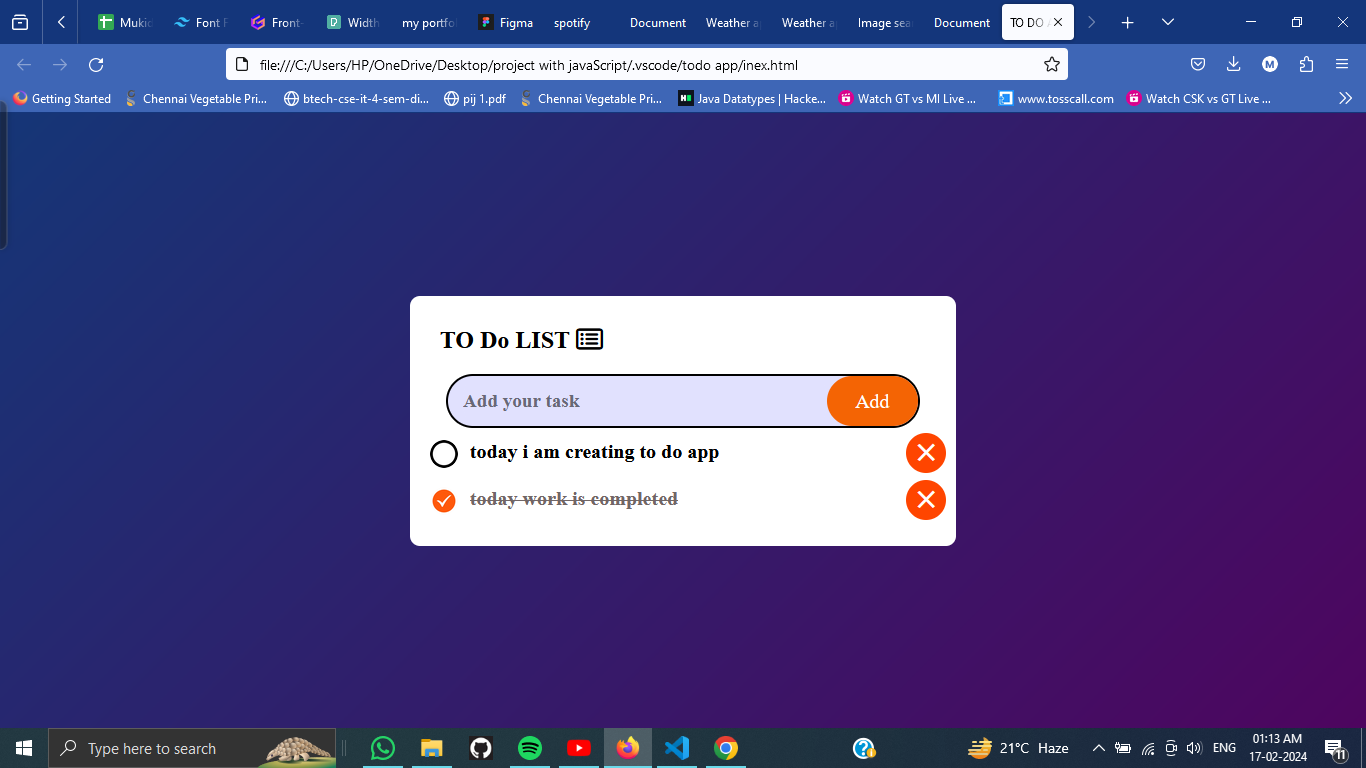 Mukid Font F Front- Width my portfol Figma spotify Document Weather a Weather a Image sea Document TO DO
file:///C:/Users/HP/OneDrive/Desktop/project with javaScript/.vscode/todo app/inex.html
M
Getting Started Chennai Vegetable Pri... btech-cse-it-4-sem-di... pij 1.pdf Chennai Vegetable Pri... Java Datatypes | Hacke... Watch GT vs MI Live ... www.tosscall.com Watch CSK vs GT Live ...
TO Do LIST
Add your task Add
today i am creating to do app
today work is completed
Type here to search 21°C Haze ENG 01:13 AM
17-02-2024 11